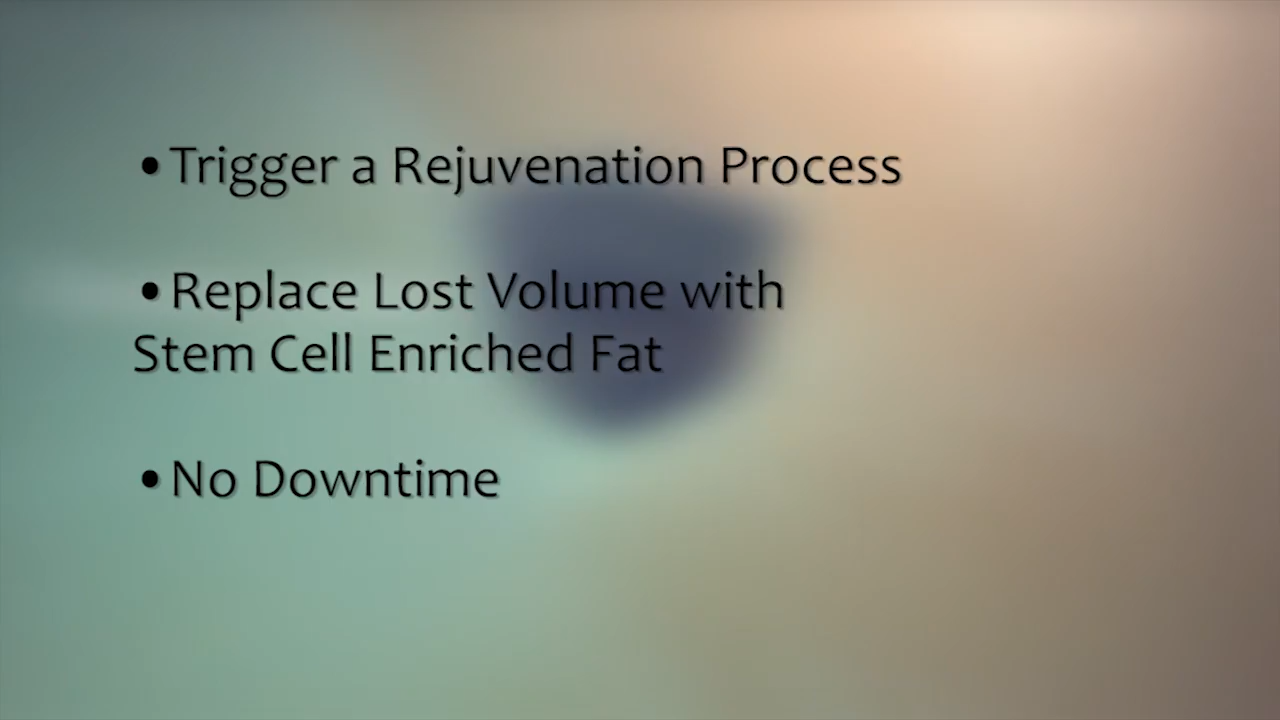 •Trigger a Rejuvenation Process
•Replace Lost Volume with
Stem Cell Enriched Fat
•No Downtime